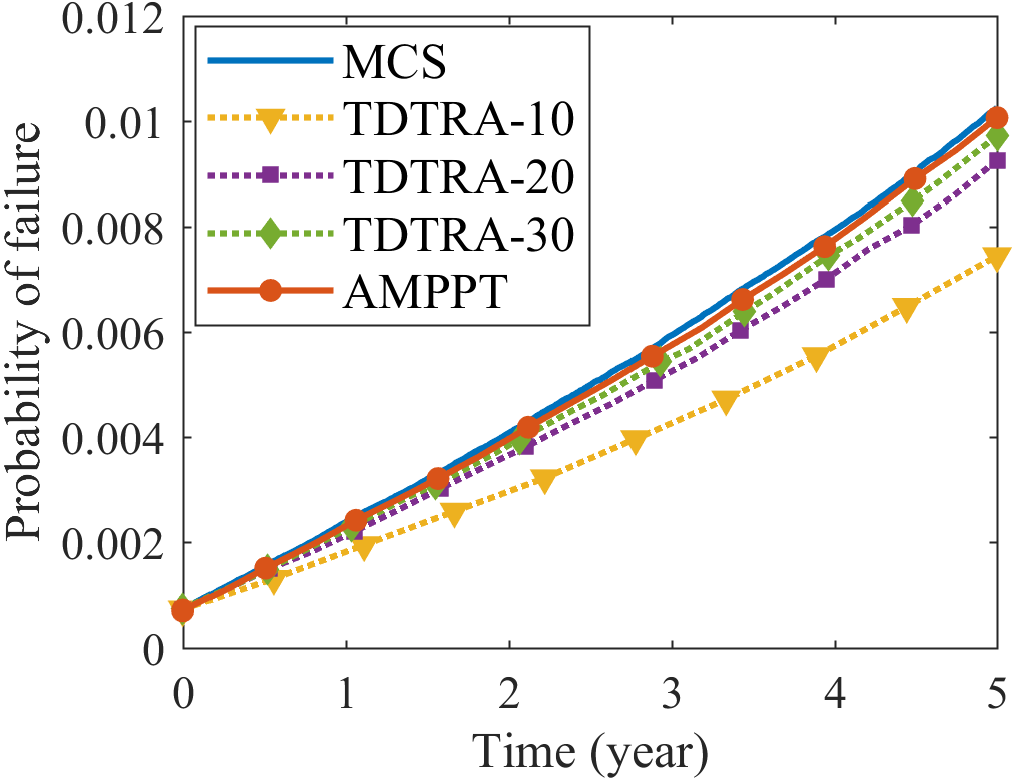 0.012
0.01
0.008
0.006
0.004
0.002
0
Probability of failure
MCS
TDTRA-10
TDTRA-20
TDTRA-30
AMPPT
0 1 2 3 4 5
Time (year)